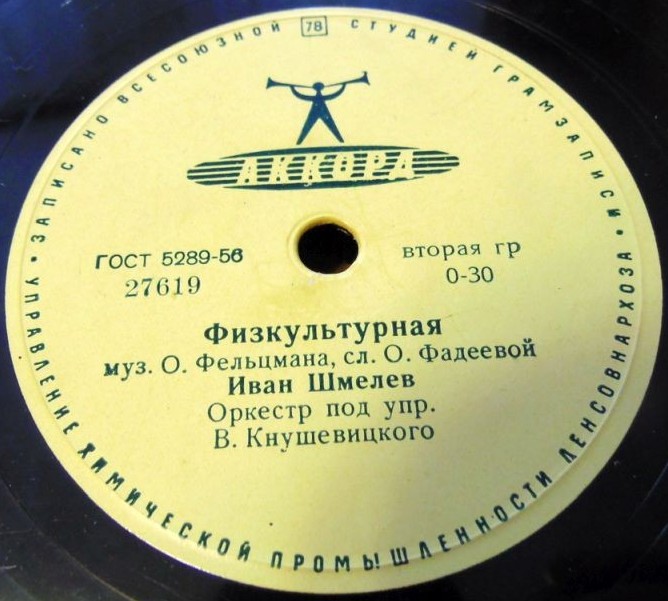 ЗАПИСАНО ВСЕСОЮЗНОЙ 78 СТУДИЕЙ ГРАМЗАПИСИ
АККОРД
ГОСТ 5289-56
27619
вторая гр
0-30
Физкультурная
муз. О. Фельцмана, сл. О. Фадеевой
Иван Шмелев
Оркестр под упр.
В. Кнушевицкого
УПРАВЛЕНИЕ ХИМИЧЕСКОЙ ПРОМЫШЛЕННОСТИ ЛЕНСОВНАРХОЗА